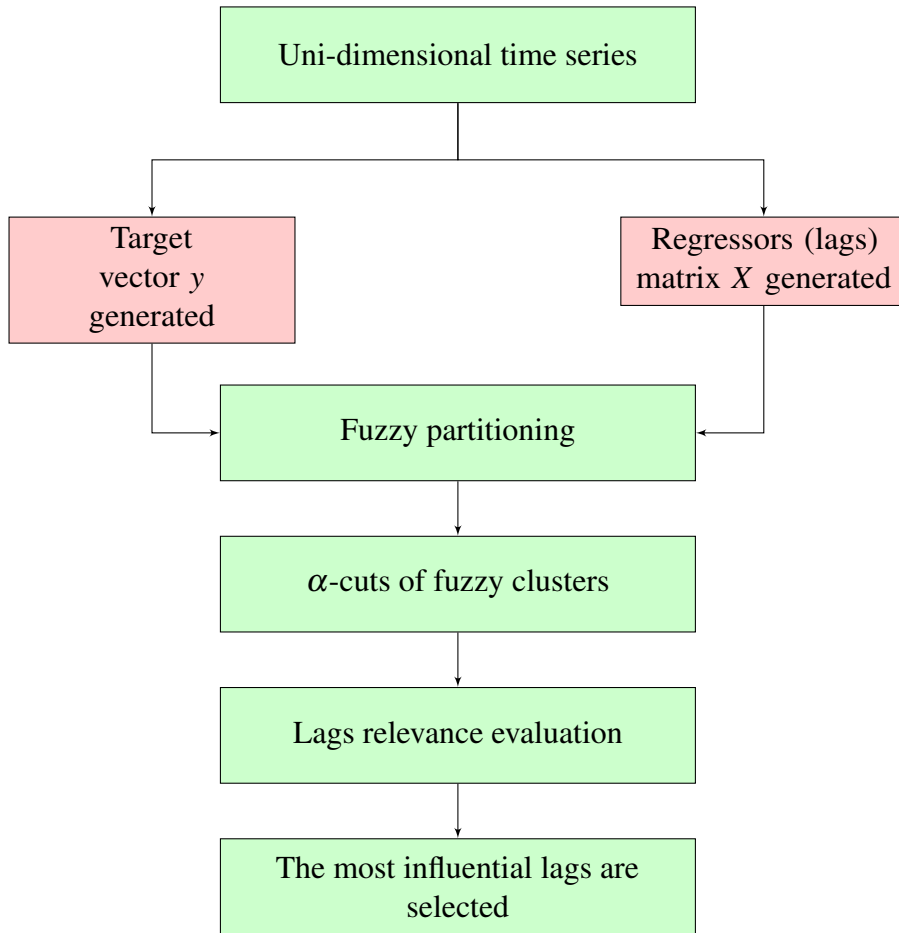 Uni-dimensional time series
Target
vector y
generated
Regressors (lags)
matrix X generated
Fuzzy partitioning
α-cuts of fuzzy clusters
Lags relevance evaluation
The most influential lags are
selected